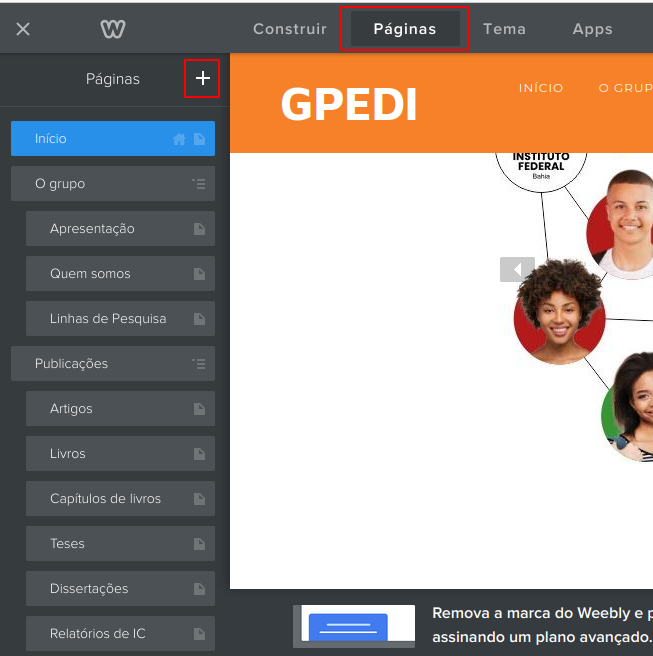 Construir
Páginas
Tema
Apps
Páginas
Início
O grupo
Apresentação
Quem somos
Linhas de Pesquisa
Publicações
Artigos
Livros
Capítulos de livros
Teses
Dissertações
Relatórios de IC
GPEDI
INÍCIO
O GRUP
INSTITUTO
FEDERAL
Bahia
Remova a marca do Weebly e p
assinando um plano avançado.